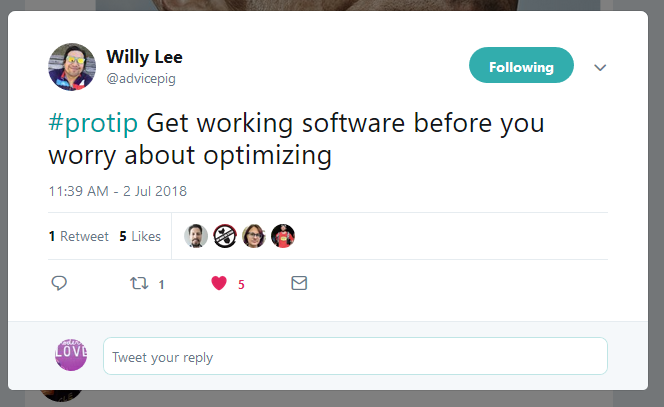 Willy Lee
@advicepig
Following
#protip Get working software before you
worry about optimizing
11:39 AM - 2 Jul 2018
1 Retweet 5 Likes
1 5
LOVE
Tweet your reply